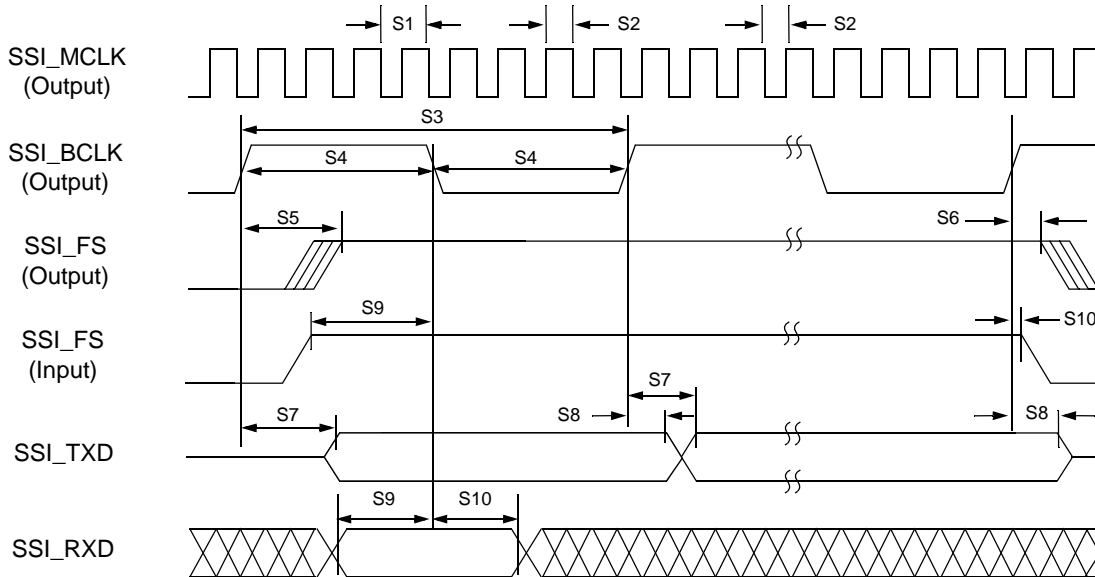 S1
S2
S2
SSI_MCLK
(Output)
S3
SSI_BCLK
(Output)
S4
S4
S5
S6
SSI_FS
(Output)
S9
S10
SSI_FS
(Input)
S7
S7
S8
S8
SSI_TXD
S9
S10
SSI_RXD